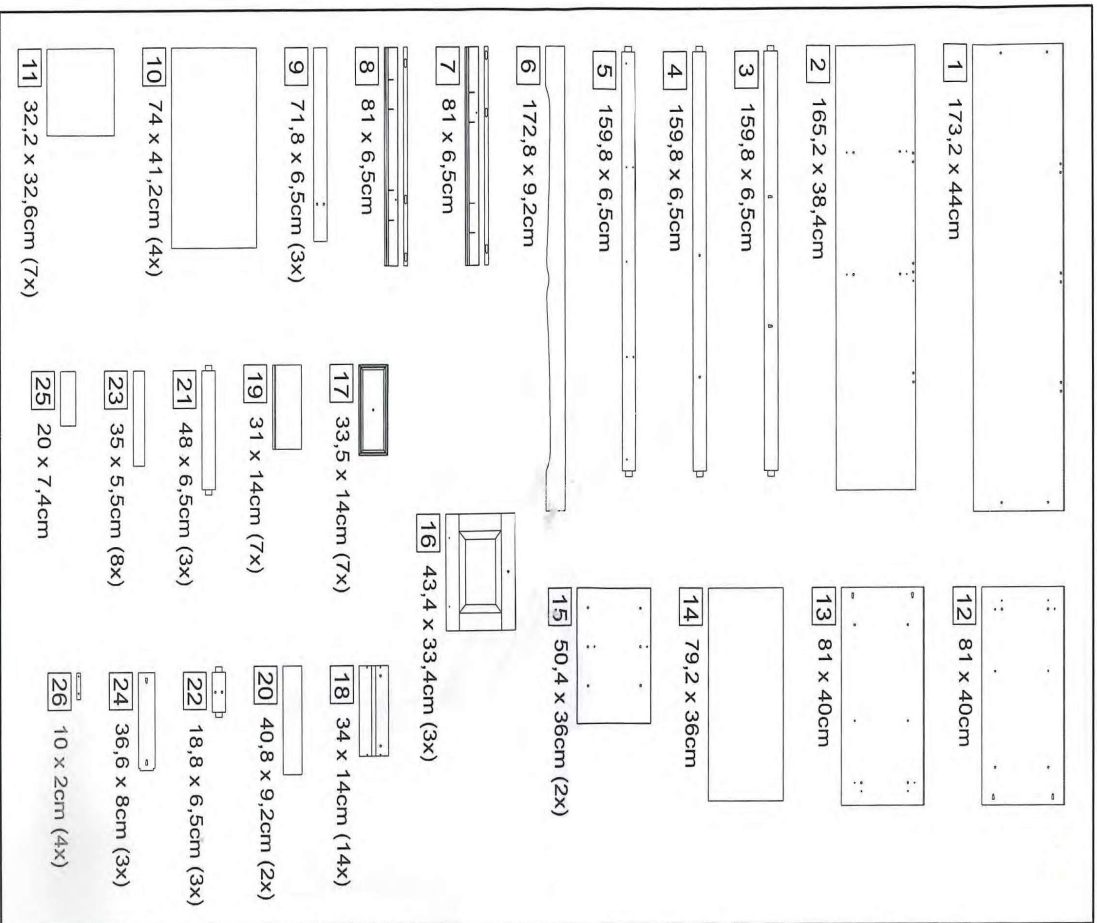 1 173,2 x 44cm
2 165,2 x 38,4cm
3 159,8 x 6,5cm
4 159,8 x 6,5cm
5 159,8 x 6,5cm
6 172,8 x 9,2cm
7 81 x 6,5cm
8 81 x 6,5cm
9 71,8 x 6,5cm (3x)
10 74 x 41,2cm (4x)
11 32,2 x 32,6cm (7x)
12 81 x 40cm
13 81 x 40cm
14 79,2 x 36cm
15 50,4 x 36cm (2x)
16 43,4 x 33,4cm (3x)
17 33,5 x 14cm (7x)
18 34 x 14cm (14x)
19 31 x 14cm (7x)
20 40,8 x 9,2cm (2x)
21 48 x 6,5cm (3x)
22 18,8 x 6,5cm (3x)
23 35 x 5,5cm (8x)
24 36,6 x 8cm (3x)
25 20 x 7,4cm
26 10 x 2cm (4x)